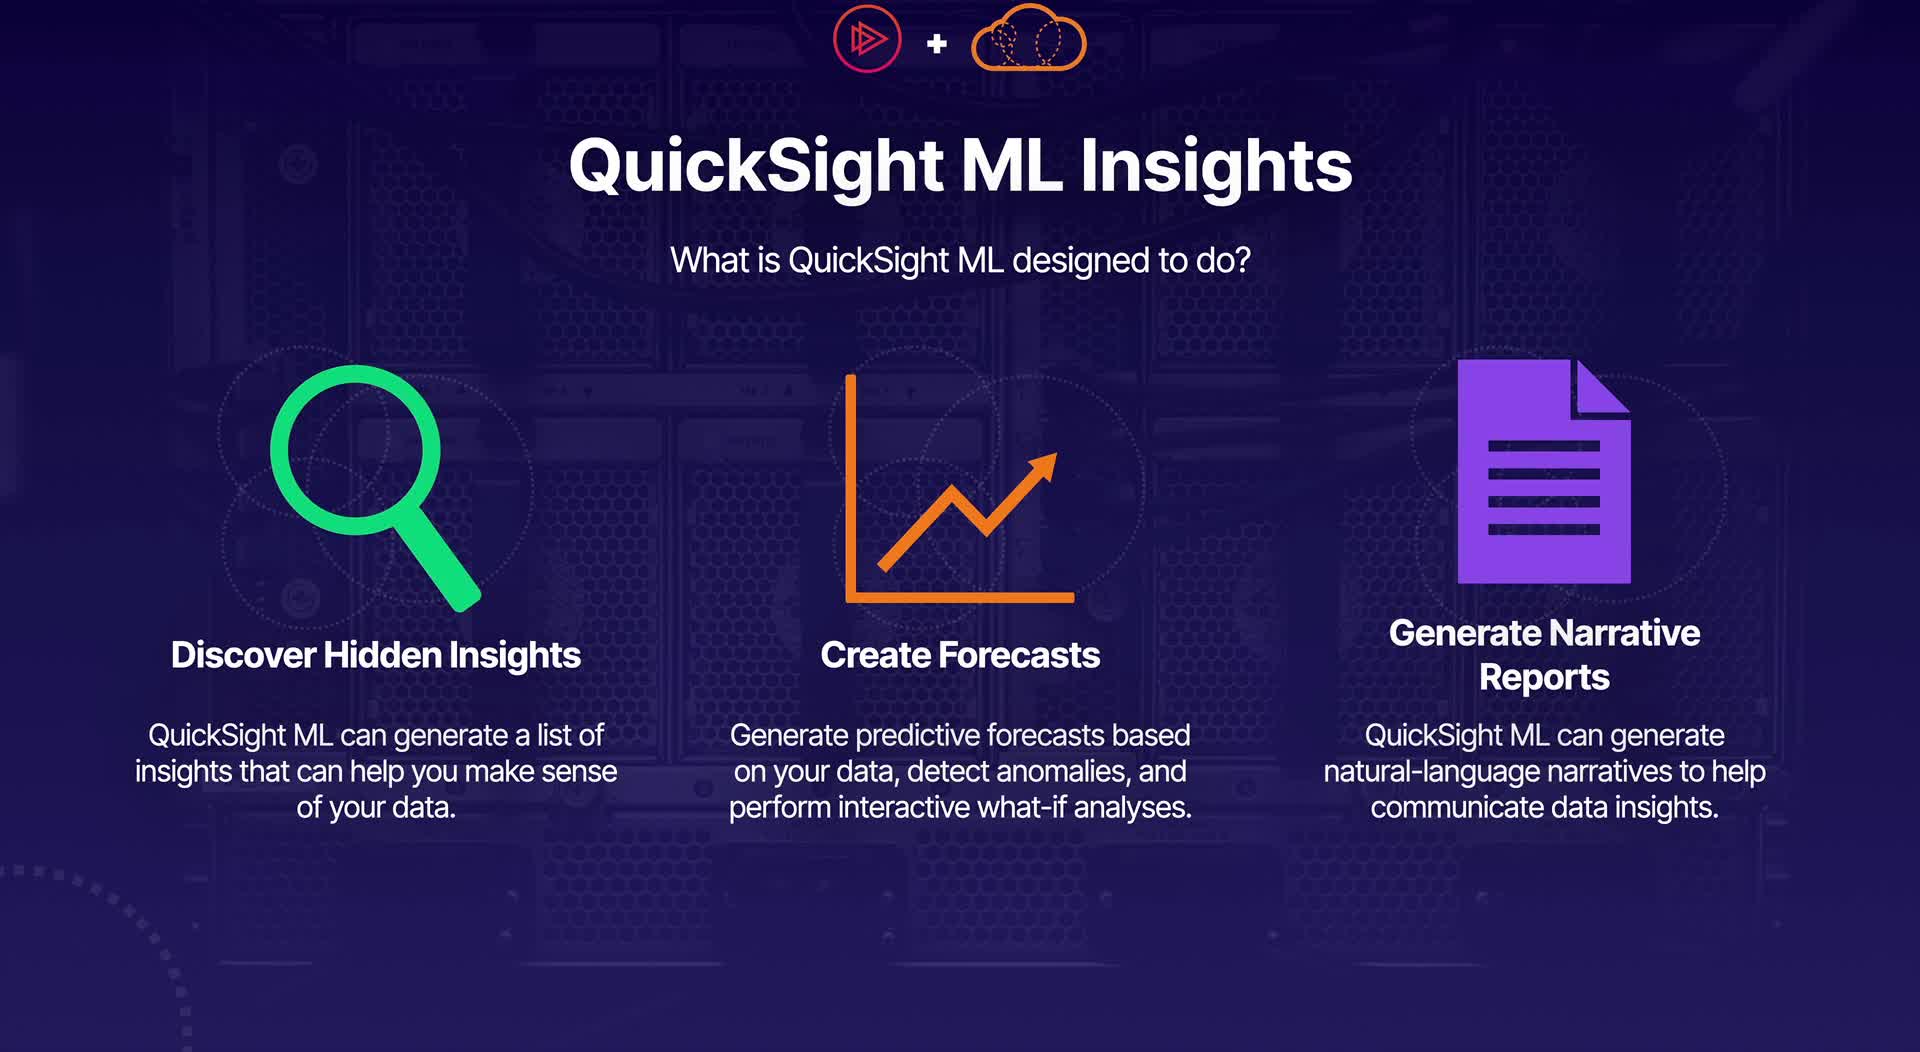 QuickSight ML Insights
What is QuickSight ML designed to do?
Discover Hidden Insights
QuickSight ML can generate a list of
insights that can help you make sense
of your data.
Create Forecasts
Generate predictive forecasts based
on your data, detect anomalies, and
perform interactive what-if analyses.
Generate Narrative
Reports
QuickSight ML can generate
natural-language narratives to help
communicate data insights.